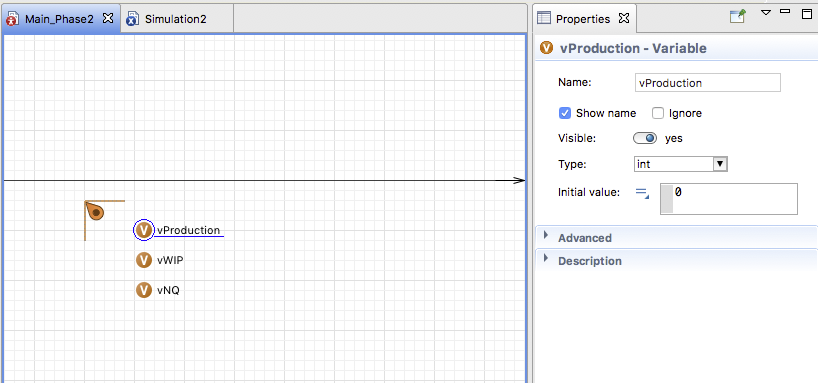 Main_Phase2
Simulation2
V vProduction
V vWIP
V vNQ
Properties
V vProduction - Variable
Name: vProduction
Show name Ignore
Visible: yes
Type: int
Initial value: 0
Advanced
Description